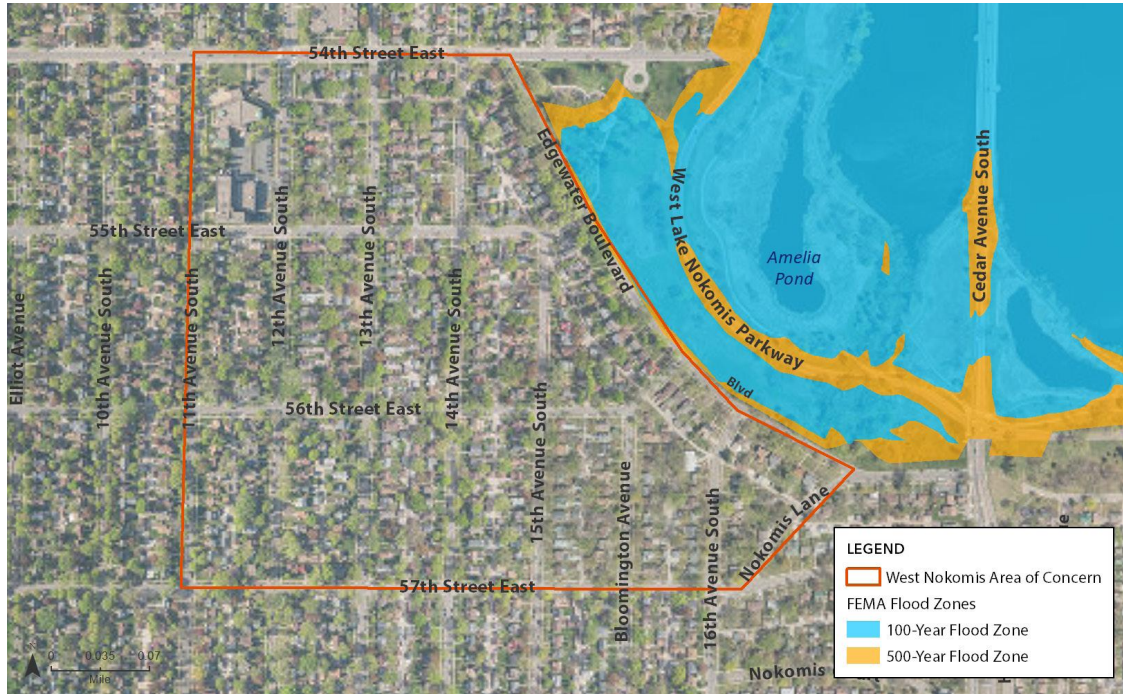 54th Street East
Edgewater Boulevard
West Lake Nokomis Parkway
Cedar Avenue South
55th Street East
12th Avenue South
13th Avenue South
Amelia
Pond
Elliot Avenue
10th Avenue South
11th Avenue South
14th Avenue South
Blvd
56th Street East
15th Avenue South
Bloomington Avenue
16th Avenue South
Nokomis Lane
57th Street East
Nokomis
LEGEND
West Nokomis Area of Concern
FEMA Flood Zones
100-Year Flood Zone
500-Year Flood Zone
0 0.035 0.07
Mile